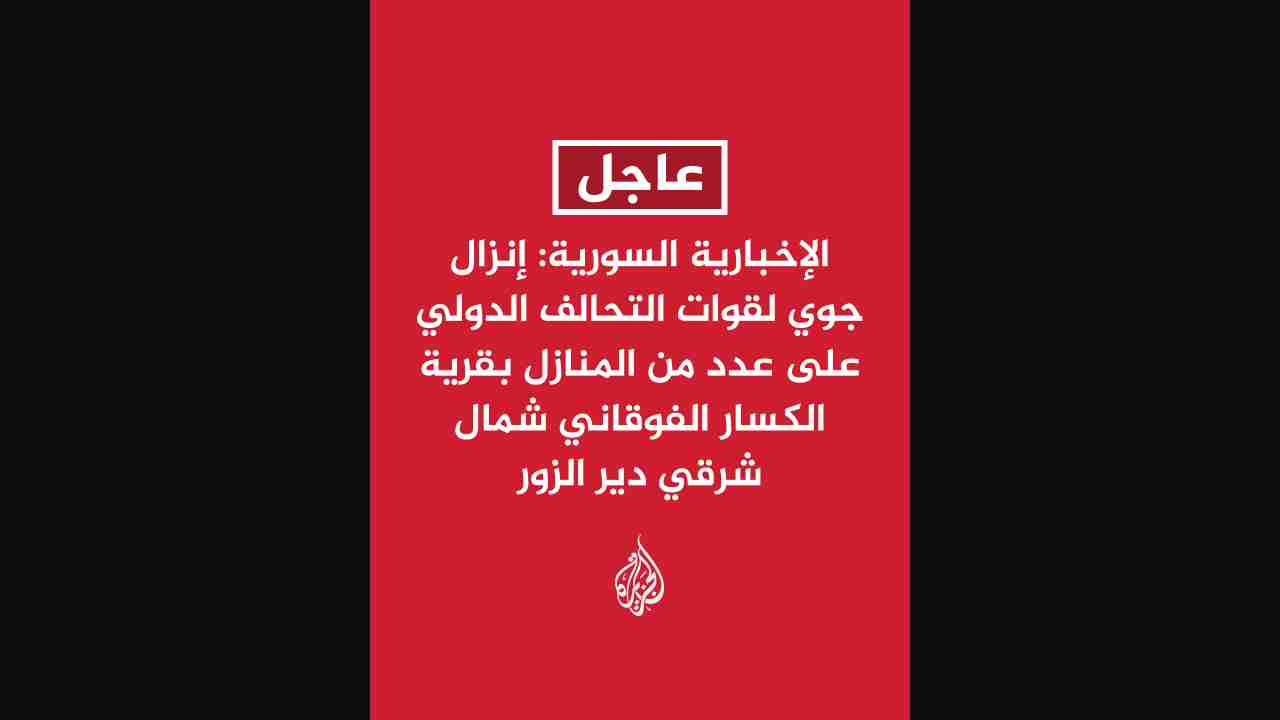 عاجل
الإخبارية السورية: إنزال
جوي لقوات التحالف الدولي
على عدد من المنازل بقرية
الكسار الفوقاني شمال
شرقي دير الزور
الجزيرة